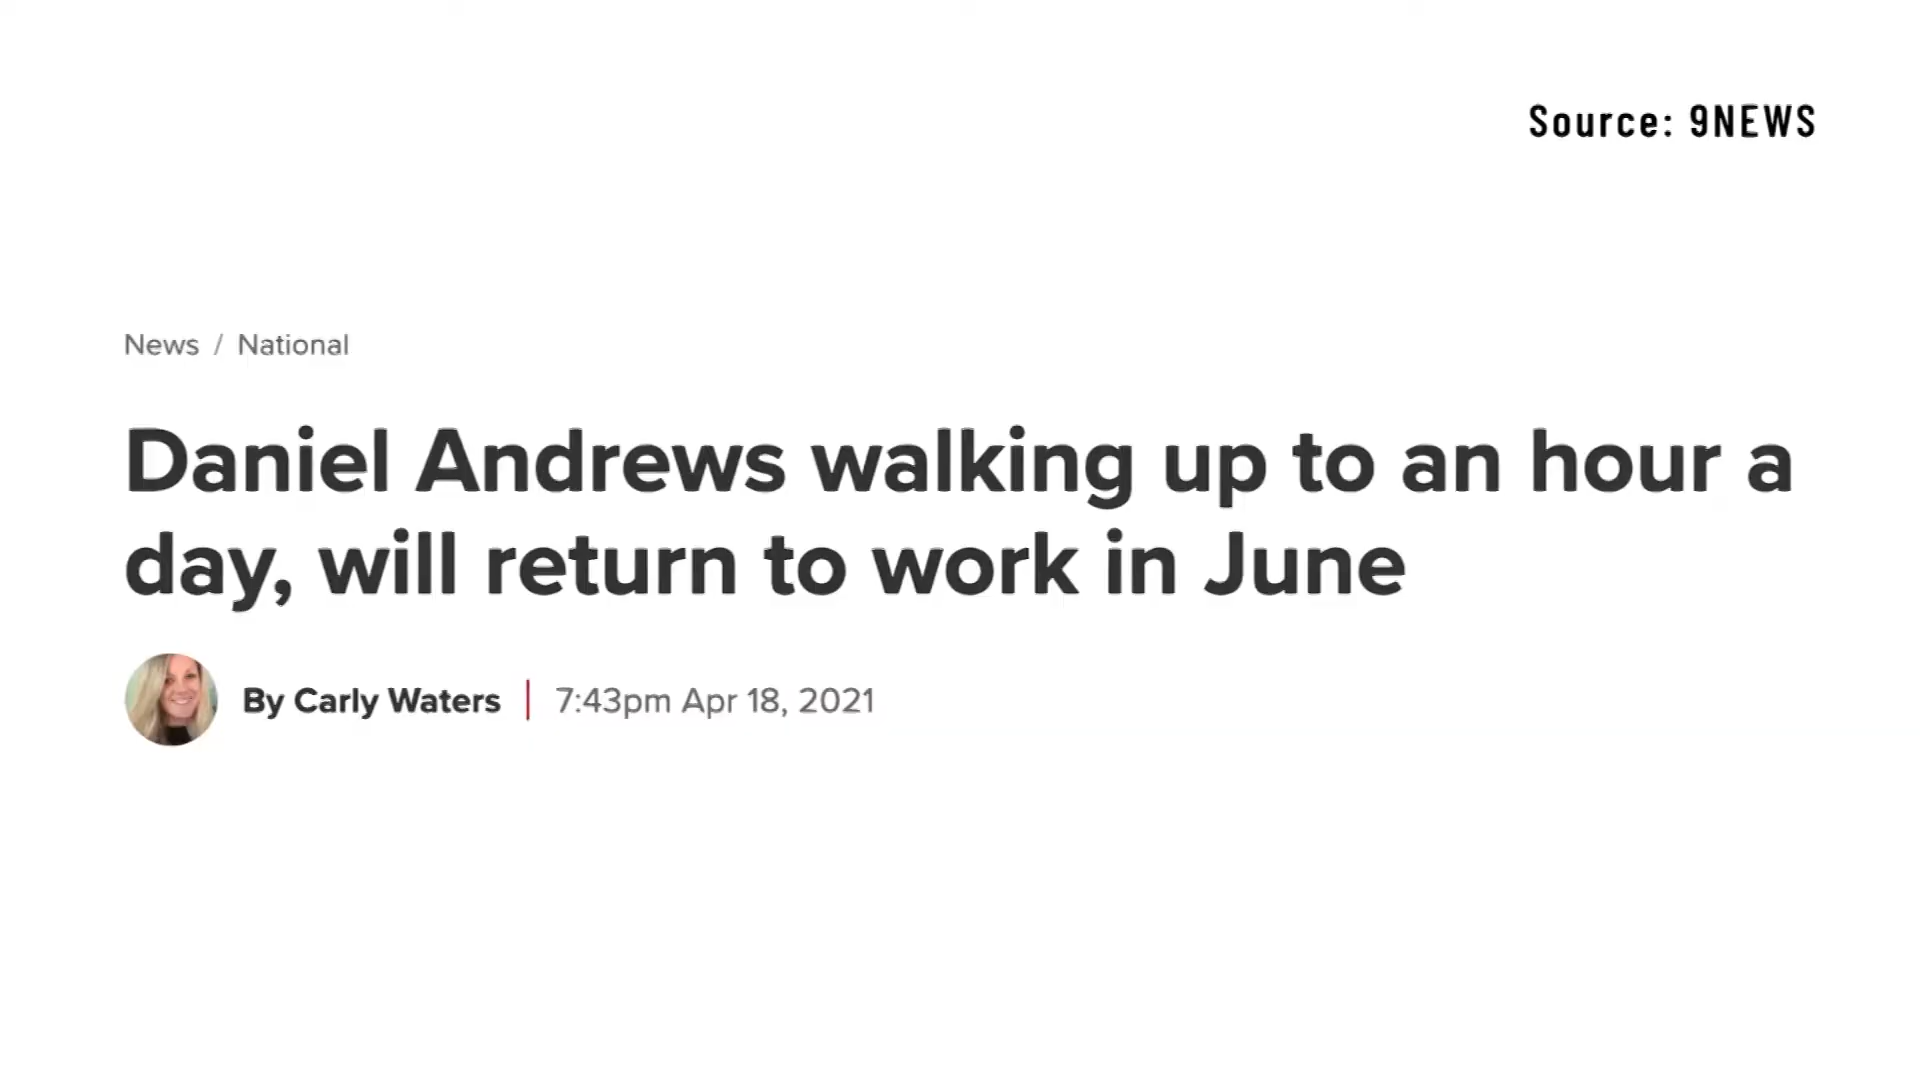 Source: 9NEWS
News / National
Daniel Andrews walking up to an hour a
day, will return to work in June
By Carly Waters | 7:43pm Apr 18, 2021